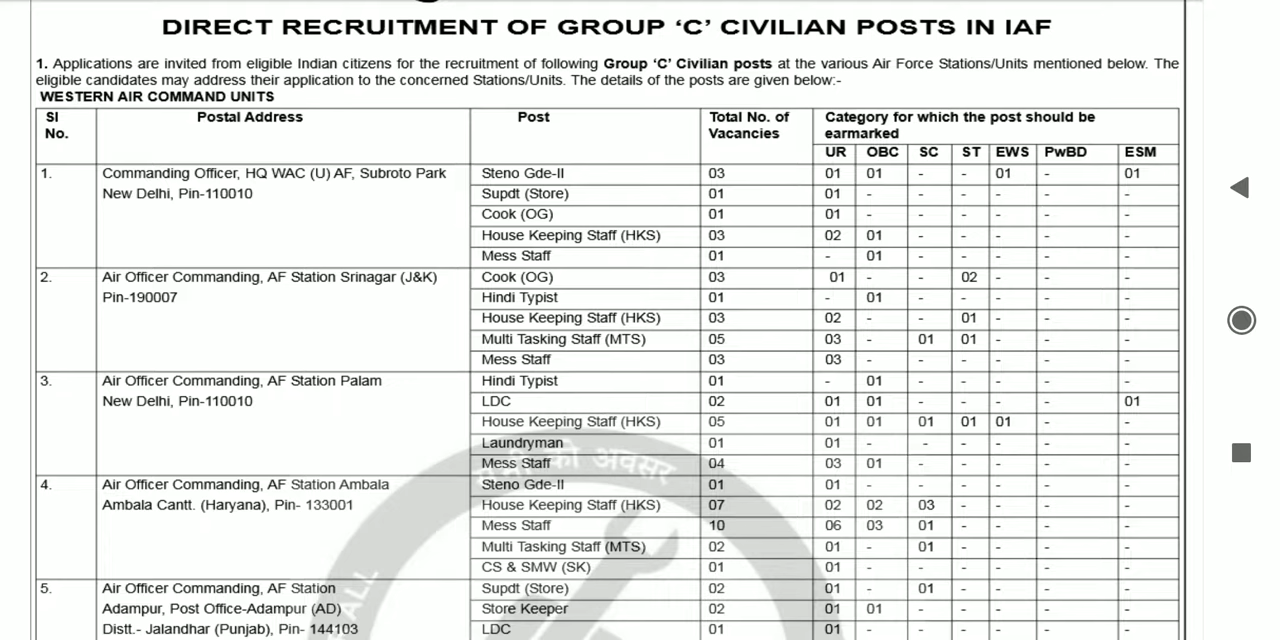 DIRECT RECRUITMENT OF GROUP ‘C’ CIVILIAN POSTS IN IAF
1. Applications are invited from eligible Indian citizens for the recruitment of following Group ‘C’ Civilian posts at the various Air Force Stations/Units mentioned below. The
eligible candidates may address their application to the concerned Stations/Units. The details of the posts are given below:-
WESTERN AIR COMMAND UNITS
Sl Postal Address Post Total No. of Category for which the post should be
No. Vacancies earmarked
UR OBC SC ST EWS PwBD ESM
1. Commanding Officer, HQ WAC (U) AF, Subroto Park Steno Gde-II 03 01 01 - - 01 - 01
New Delhi, Pin-110010 Supdt (Store) 01 01 - - - - - -
Cook (OG) 01 01 - - - - - -
House Keeping Staff (HKS) 03 02 01 - - - - -
Mess Staff 01 - 01 - - - - -
2. Air Officer Commanding, AF Station Srinagar (J&K) Cook (OG) 03 01 - - 02 - - -
Pin-190007 Hindi Typist 01 - 01 - - - - -
House Keeping Staff (HKS) 03 02 - - 01 - - -
Multi Tasking Staff (MTS) 05 03 - 01 01 - - -
Mess Staff 03 03 - - - - - -
3. Air Officer Commanding, AF Station Palam Hindi Typist 01 - 01 - - - - -
New Delhi, Pin-110010 LDC 02 01 01 - - - - 01
House Keeping Staff (HKS) 05 01 01 01 01 01 - -
Laundryman 01 01 - - - - - -
Mess Staff 04 03 01 - - - - -
4. Air Officer Commanding, AF Station Ambala Steno Gde-II 01 01 - - - - - -
Ambala Cantt. (Haryana), Pin- 133001 House Keeping Staff (HKS) 07 02 02 03 - - - -
Mess Staff 10 06 03 01 - - - -
Multi Tasking Staff (MTS) 02 01 - 01 - - - -
CS & SMW (SK) 01 01 - - - - - -
5. Air Officer Commanding, AF Station Supdt (Store) 02 01 - 01 - - - -
Adampur, Post Office-Adampur (AD) Store Keeper 02 01 01 - - - - -
Distt.- Jalandhar (Punjab), Pin- 144103 LDC 01 01 - - - - - -
को अवसर
ALL